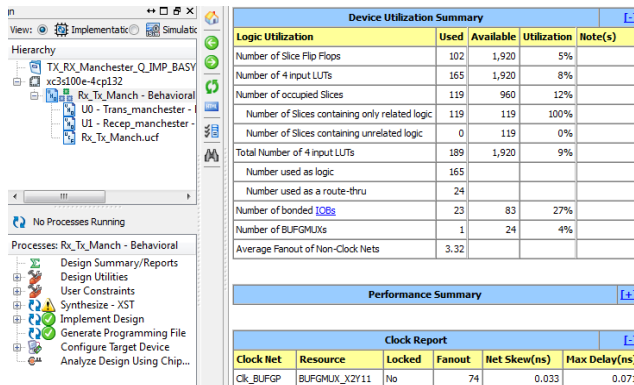 View: Implementation Simulatic
Hierarchy
TX_RX_Manchester_Q_IMP_BASY
xc3s100e-4cp132
Rx_Tx_Manch - Behavioral
U0 - Trans_manchester -
U1 - Recep_manchester -
Rx_Tx_Manch.ucf
No Processes Running
Processes: Rx_Tx_Manch - Behavioral
Design Summary/Reports
Design Utilities
User Constraints
Synthesize - XST
Implement Design
Generate Programming File
Configure Target Device
Analyze Design Using Chip...
Device Utilization Summary [-]
Logic Utilization Used Available Utilization Note(s)
Number of Slice Flip Flops 102 1,920 5%
Number of 4 input LUTs 165 1,920 8%
Number of occupied Slices 119 960 12%
Number of Slices containing only related logic 119 119 100%
Number of Slices containing unrelated logic 0 119 0%
Total Number of 4 input LUTs 189 1,920 9%
Number used as logic 165
Number used as a route-thru 24
Number of bonded IOBs 23 83 27%
Number of BUFGMUXs 1 24 4%
Average Fanout of Non-Clock Nets 3.32
Performance Summary [+]
Clock Report [-]
Clock Net Resource Locked Fanout Net Skew(ns) Max Delay(ns)
Clk_BUFGP BUFGMUX_X2Y11 No 74 0.033 0.07